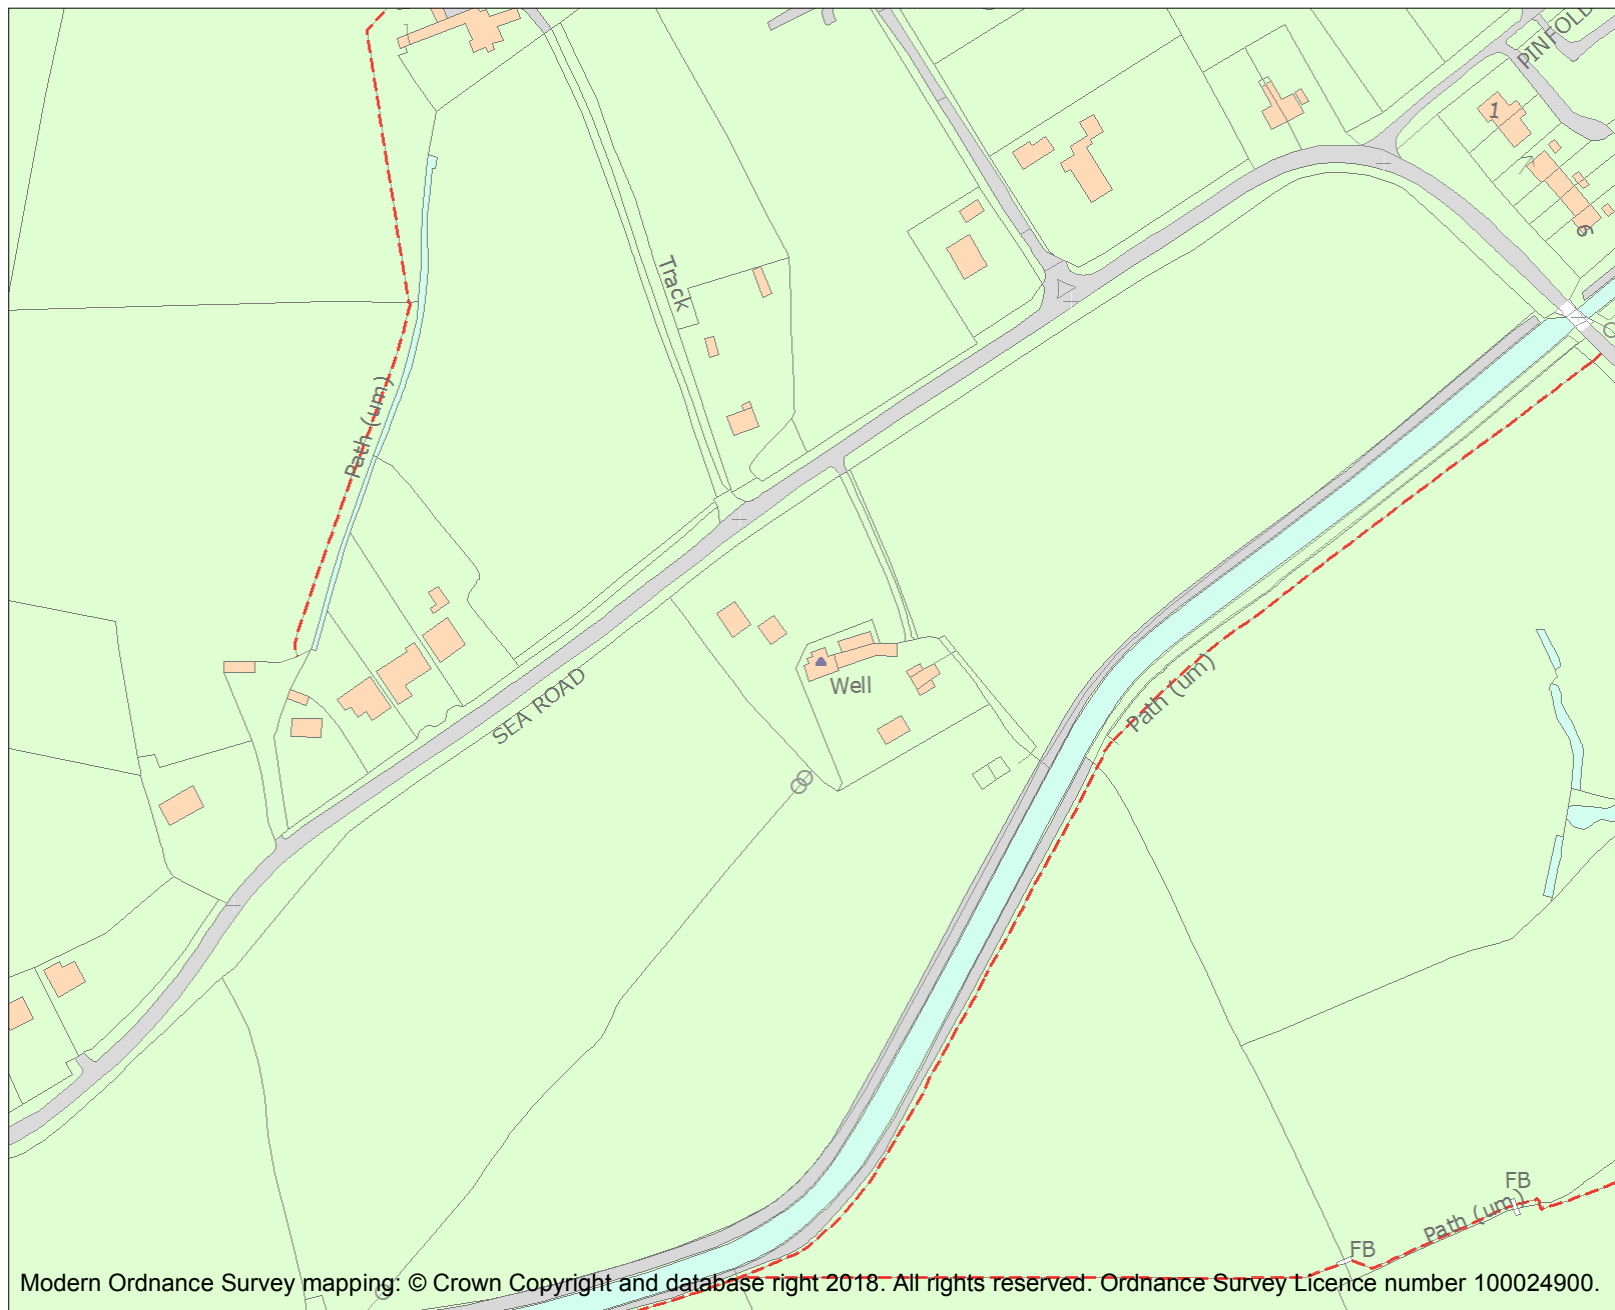 PINFOLD
1
7
6
Track
Path (um)
SEA ROAD
Well
Path (um)
FB
Path (um)
FB
Modern Ordnance Survey mapping: © Crown Copyright and database right 2018. All rights reserved. Ordnance Survey Licence number 100024900.